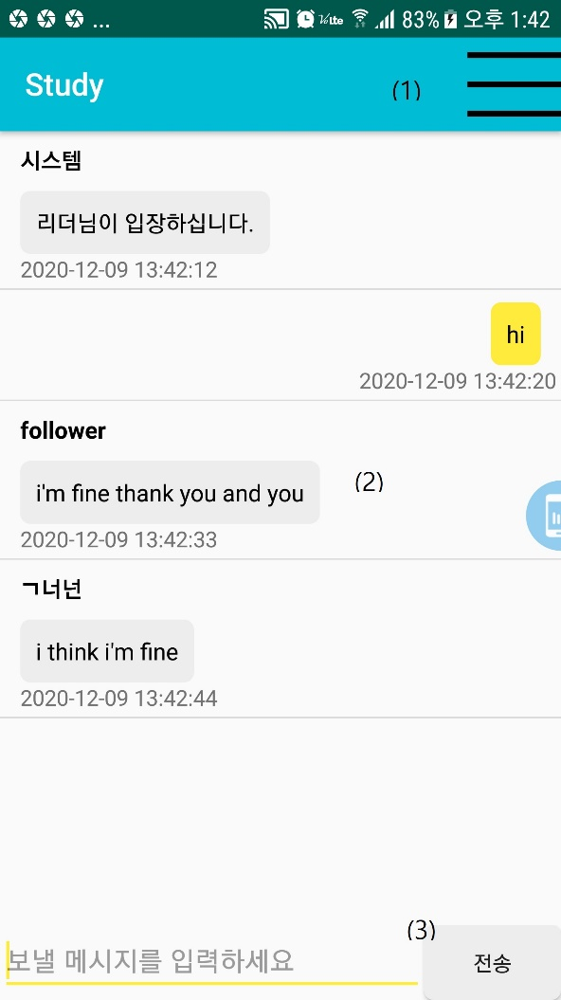 ... VoLTE 83% 오후 1:42
Study (1)
시스템
리더님이 입장하십니다.
2020-12-09 13:42:12
hi
2020-12-09 13:42:20
follower
i'm fine thank you and you (2)
2020-12-09 13:42:33
ㄱ너넌
i think i'm fine
2020-12-09 13:42:44
(3)
보낼 메시지를 입력하세요 전송